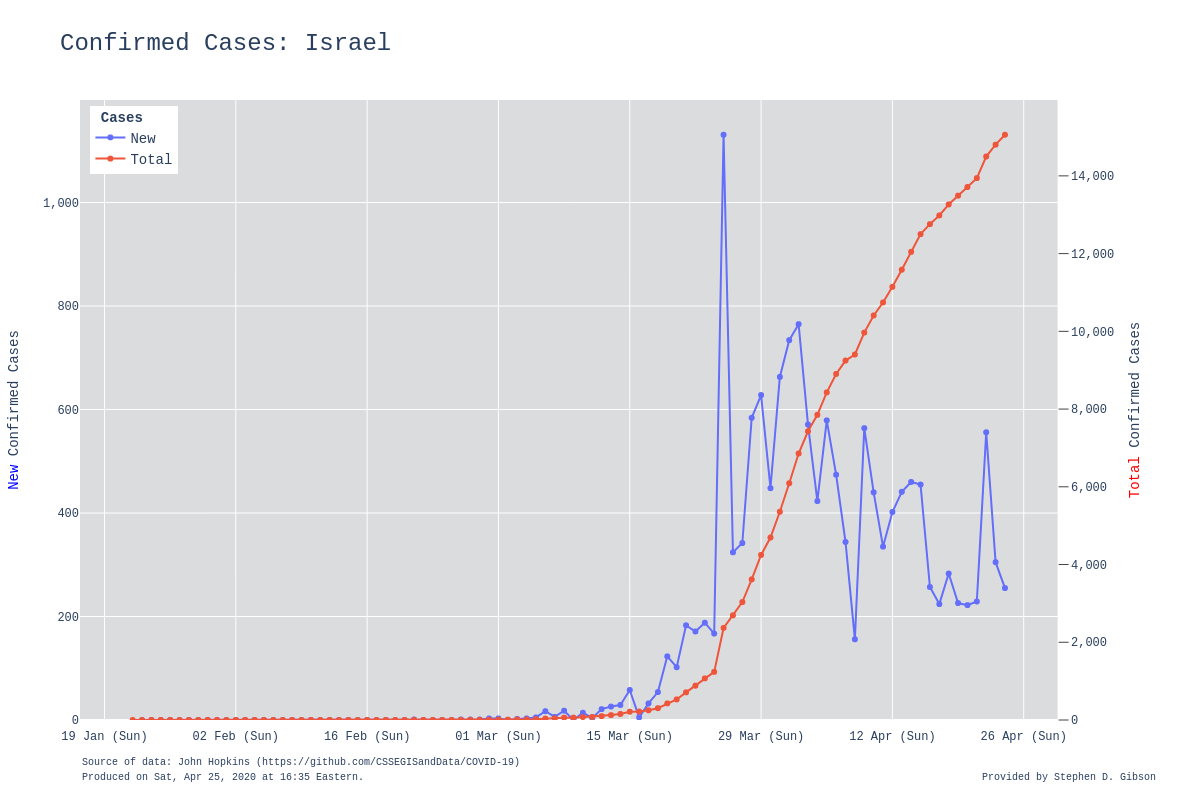 Confirmed Cases: Israel
Cases
New
Total
1,000
800
600
400
200
0
New Confirmed Cases
14,000
12,000
10,000
8,000
6,000
4,000
2,000
0
Total Confirmed Cases
19 Jan (Sun)
02 Feb (Sun)
16 Feb (Sun)
01 Mar (Sun)
15 Mar (Sun)
29 Mar (Sun)
12 Apr (Sun)
26 Apr (Sun)
Source of data: John Hopkins (https://github.com/CSSEGISandData/COVID-19)
Produced on Sat, Apr 25, 2020 at 16:35 Eastern.
Provided by Stephen D. Gibson